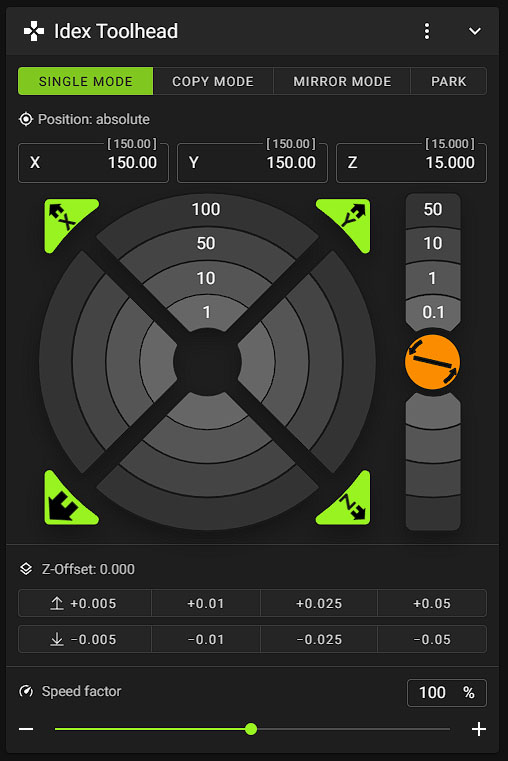 Idex Toolhead
SINGLE MODE COPY MODE MIRROR MODE PARK
Position: absolute
[ 150.00 ] [ 150.00 ] [ 15.000 ]
X 150.00 Y 150.00 Z 15.000
X Y
100 50
50 10
10 1
1 0.1
Z
Z-Offset: 0.000
+0.005 +0.01 +0.025 +0.05
−0.005 −0.01 −0.025 −0.05
Speed factor 100 %